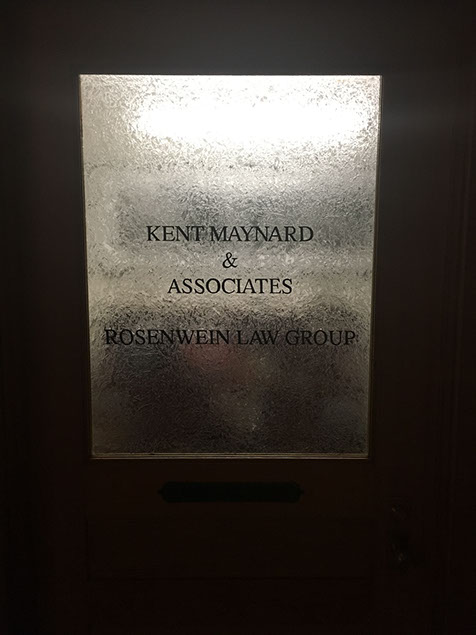 KENT MAYNARD
&
ASSOCIATES
ROSENWEIN LAW GROUP